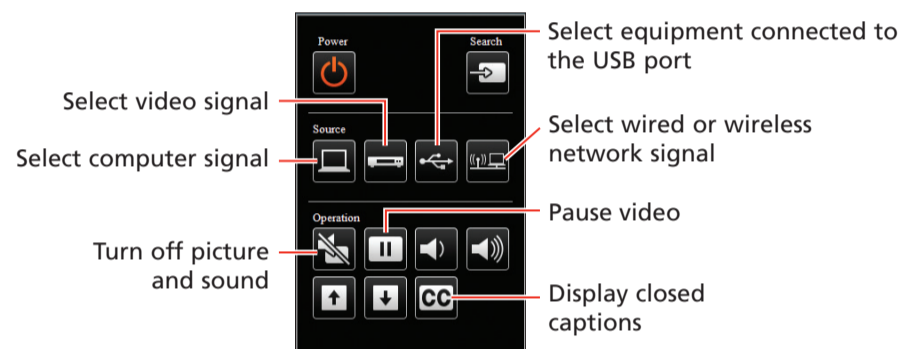 Power
Search
Select equipment connected to
the USB port
Select video signal
Source
Select computer signal
Select wired or wireless
network signal
Operation
Pause video
Turn off picture
and sound
CC
Display closed
captions